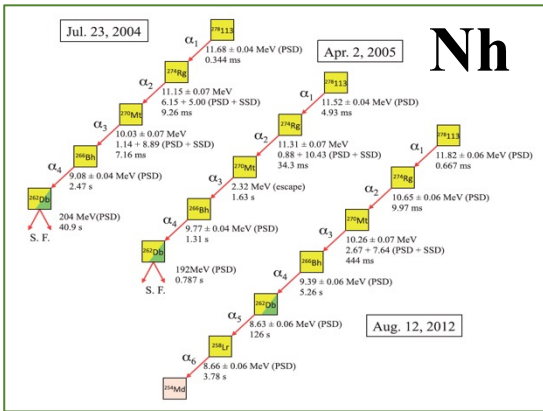 Nh
Jul. 23, 2004
²⁷⁸113
α₁
11.68 ± 0.04 MeV (PSD)
0.344 ms
²⁷⁴Rg
α₂
11.15 ± 0.07 MeV
6.15 + 5.00 (PSD + SSD)
9.26 ms
²⁷⁰Mt
α₃
10.03 ± 0.07 MeV
1.14 + 8.89 (PSD + SSD)
7.16 ms
²⁶⁶Bh
α₄
9.08 ± 0.04 MeV (PSD)
2.47 s
²⁶²Db
204 MeV(PSD)
40.9 s
S. F.
Apr. 2, 2005
²⁷⁸113
α₁
11.52 ± 0.04 MeV (PSD)
4.93 ms
²⁷⁴Rg
α₂
11.31 ± 0.07 MeV
0.88 + 10.43 (PSD + SSD)
34.3 ms
²⁷⁰Mt
α₃
2.32 MeV (escape)
1.63 s
²⁶⁶Bh
α₄
9.77 ± 0.04 MeV (PSD)
1.31 s
²⁶²Db
192MeV (PSD)
0.787 s
S. F.
²⁷⁸113
α₁
11.82 ± 0.06 MeV (PSD)
0.667 ms
²⁷⁴Rg
α₂
10.65 ± 0.06 MeV (PSD)
9.97 ms
²⁷⁰Mt
α₃
10.26 ± 0.07 MeV
2.67 + 7.64 (PSD + SSD)
444 ms
²⁶⁶Bh
α₄
9.39 ± 0.06 MeV (PSD)
5.26 s
²⁶²Db
α₅
8.63 ± 0.06 MeV (PSD)
126 s
²⁵⁸Lr
α₆
8.66 ± 0.06 MeV (PSD)
3.78 s
²⁵⁴Md
Aug. 12, 2012